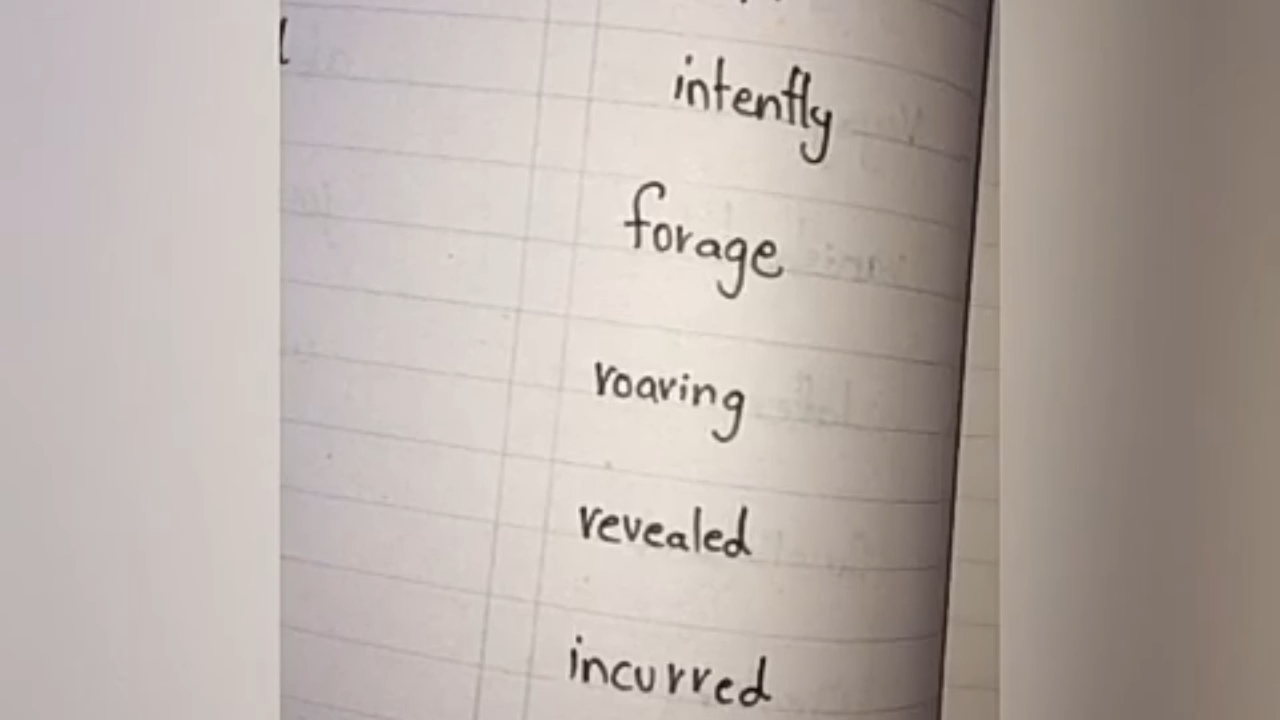 intently
forage
roaring
revealed
incurred